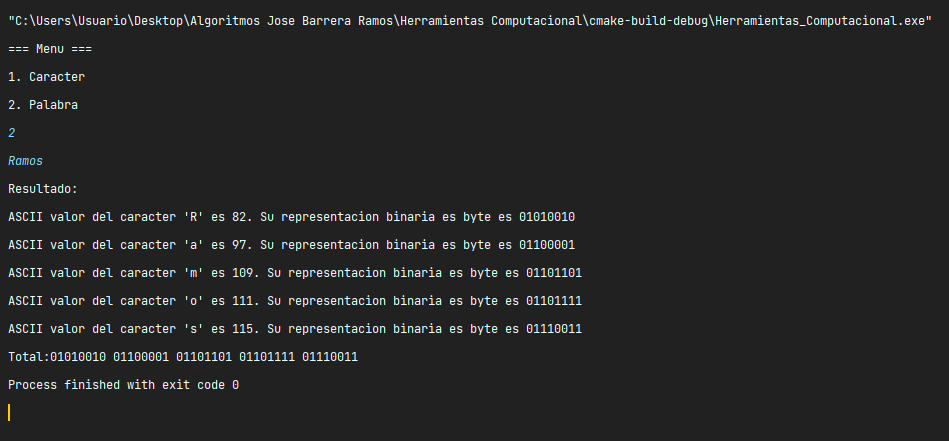 "C:\Users\Usuario\Desktop\Algoritmos Jose Barrera Ramos\Herramientas Computacional\cmake-build-debug\Herramientas_Computacional.exe"
=== Menu ===
1. Caracter
2. Palabra
2
Ramos
Resultado:
ASCII valor del caracter 'R' es 82. Su representacion binaria es byte es 01010010
ASCII valor del caracter 'a' es 97. Su representacion binaria es byte es 01100001
ASCII valor del caracter 'm' es 109. Su representacion binaria es byte es 01101101
ASCII valor del caracter 'o' es 111. Su representacion binaria es byte es 01101111
ASCII valor del caracter 's' es 115. Su representacion binaria es byte es 01110011
Total:01010010 01100001 01101101 01101111 01110011
Process finished with exit code 0